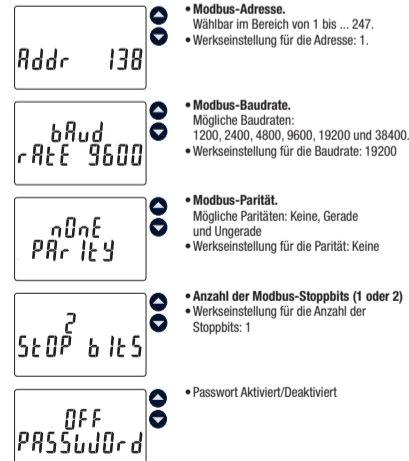 Addr 138
• Modbus-Adresse.
Wählbar im Bereich von 1 bis ... 247.
• Werkseinstellung für die Adresse: 1.
bAud
rAtE 9600
• Modbus-Baudrate.
Mögliche Baudraten:
1200, 2400, 4800, 9600, 19200 und 38400.
• Werkseinstellung für die Baudrate: 19200
nOnE
PAr ItY
• Modbus-Parität.
Mögliche Paritäten: Keine, Gerade
und Ungerade
• Werkseinstellung für die Parität: Keine
2
StOP bItS
• Anzahl der Modbus-Stoppbits (1 oder 2)
• Werkseinstellung für die Anzahl der
Stoppbits: 1
OFF
PASSWOrd
• Passwort Aktiviert/Deaktiviert